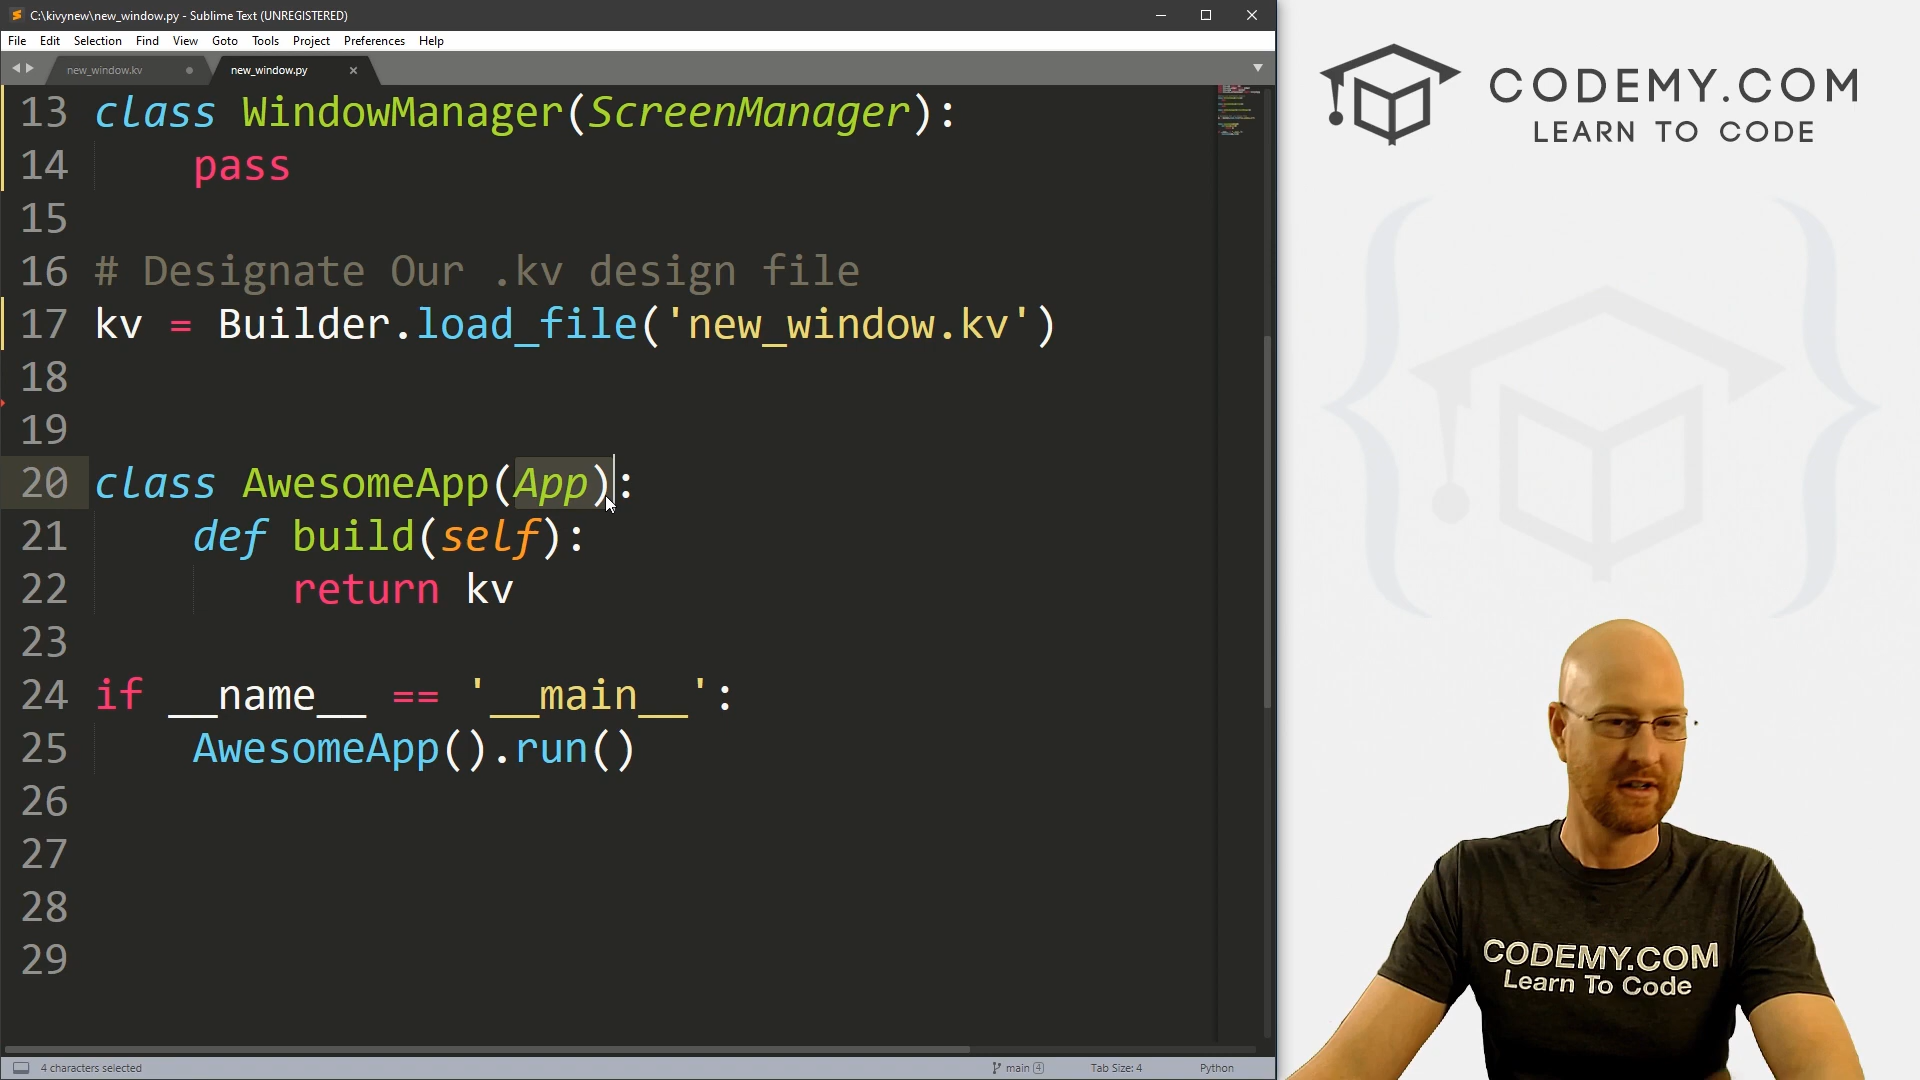 C:\kivynew\new_window.py - Sublime Text (UNREGISTERED)
File Edit Selection Find View Goto Tools Project Preferences Help
new_window.kv
new_window.py
13 class WindowManager(ScreenManager):
14 pass
15
16 # Designate Our .kv design file
17 kv = Builder.load_file('new_window.kv')
18
19
20 class AwesomeApp(App):
21 def build(self):
22 return kv
23
24 if __name__ == '__main__':
25 AwesomeApp().run()
26
27
28
29
4 characters selected
main 4
Tab Size: 4
Python
CODEMY.COM
LEARN TO CODE
CODEMY.COM
Learn To Code